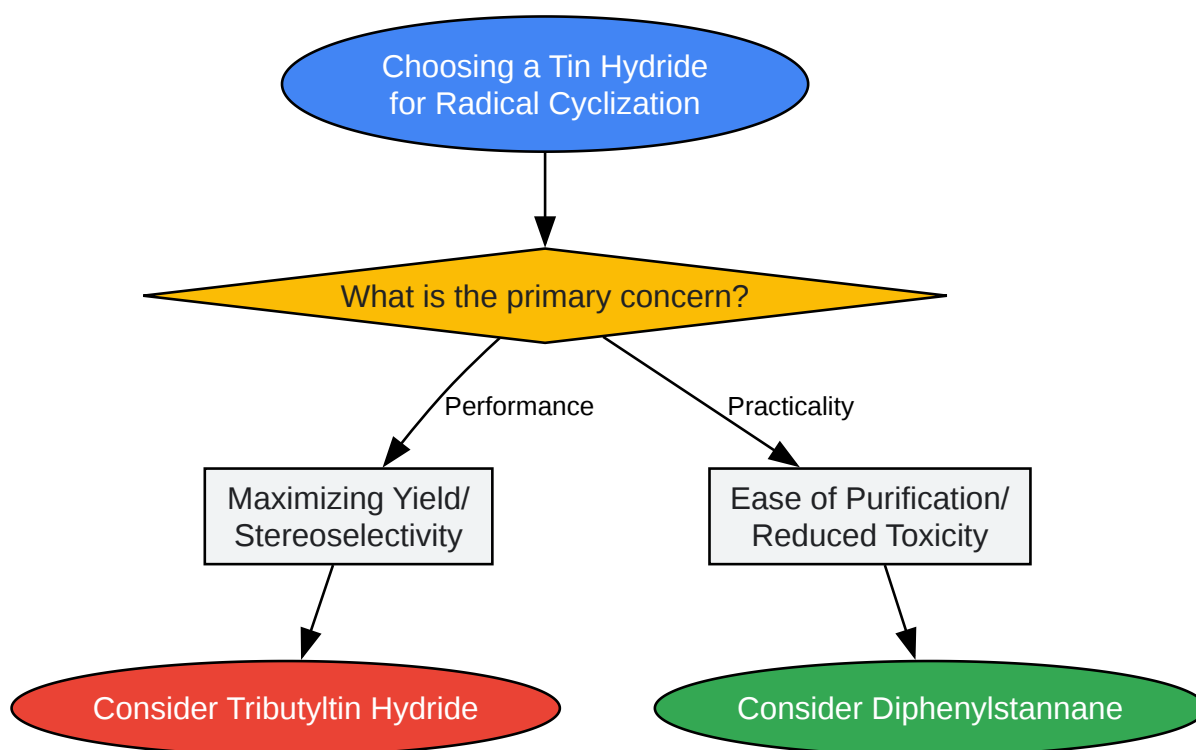 Choosing a Tin Hydride
for Radical Cyclization
What is the primary concern?
Performance
Practicality
Maximizing Yield/
Stereoselectivity
Ease of Purification/
Reduced Toxicity
Consider Tributyltin Hydride
Consider Diphenylstannane